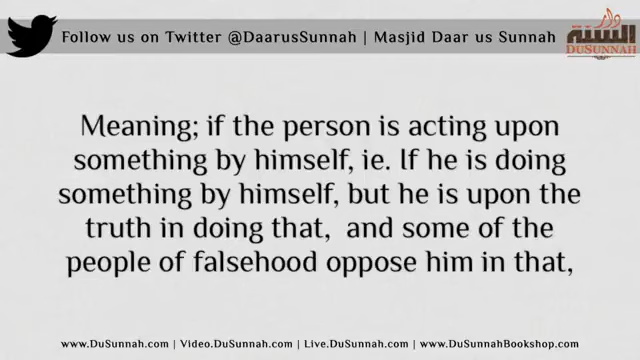 Follow us on Twitter @DaarusSunnah | Masjid Daar us Sunnah
دار
السنة
DUSUNNAH
Meaning; if the person is acting upon
something by himself, ie. If he is doing
something by himself, but he is upon the
truth in doing that, and some of the
people of falsehood oppose him in that,
www.DuSunnah.com | Video.DuSunnah.com | Live.DuSunnah.com | www.DuSunnahBookshop.com